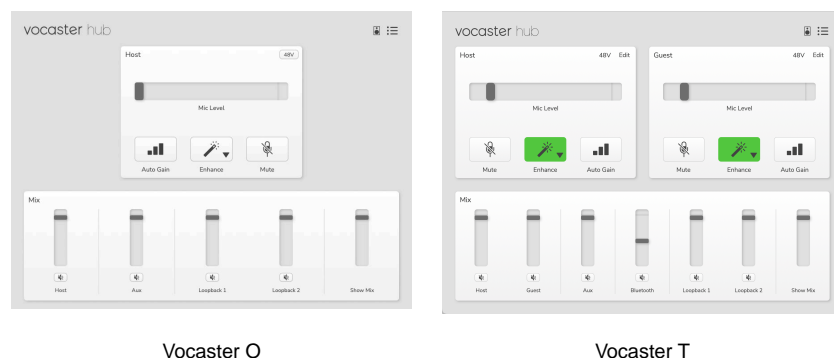 vocaster hub
Host 48V
Mic Level
Auto Gain Enhance Mute
Mix
Host Aux Loopback 1 Loopback 2 Show Mix
Vocaster O
vocaster hub
Host 48V Edit
Mic Level
Mute Enhance Auto Gain
Guest 48V Edit
Mic Level
Mute Enhance Auto Gain
Mix
Host Guest Aux Bluetooth Loopback 1 Loopback 2 Show Mix
Vocaster T